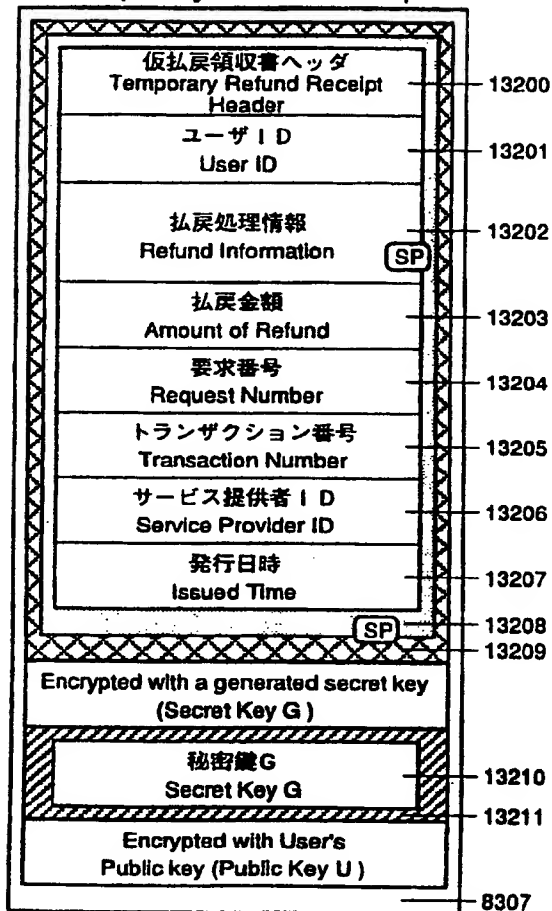 仮払戻領収書ヘッダ
Temporary Refund Receipt
Header
13200
ユーザID
User ID
13201
払戻処理情報
Refund Information
13202
SP
払戻金額
Amount of Refund
13203
要求番号
Request Number
13204
トランザクション番号
Transaction Number
13205
サービス提供者ID
Service Provider ID
13206
発行日時
Issued Time
13207
SP
13208
13209
Encrypted with a generated secret key
(Secret Key G )
秘密鍵G
Secret Key G
13210
13211
Encrypted with User's
Public key (Public Key U )
8307